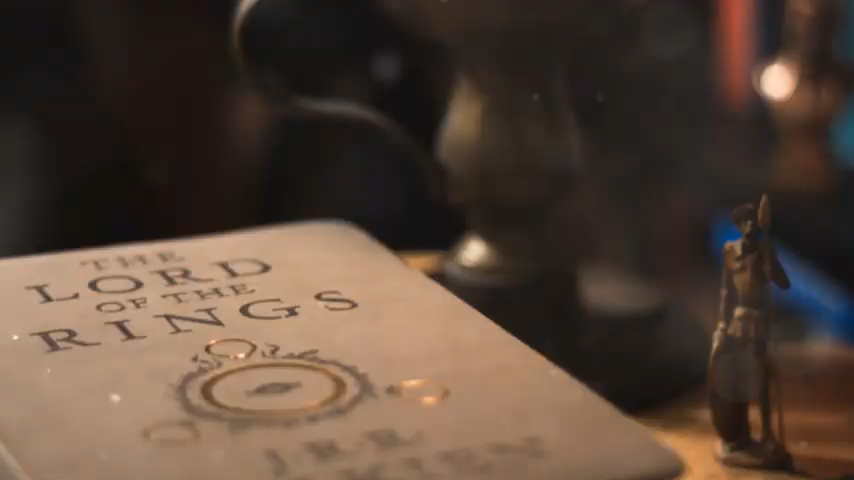 THE
LORD
OF THE
RINGS
J.R.R.